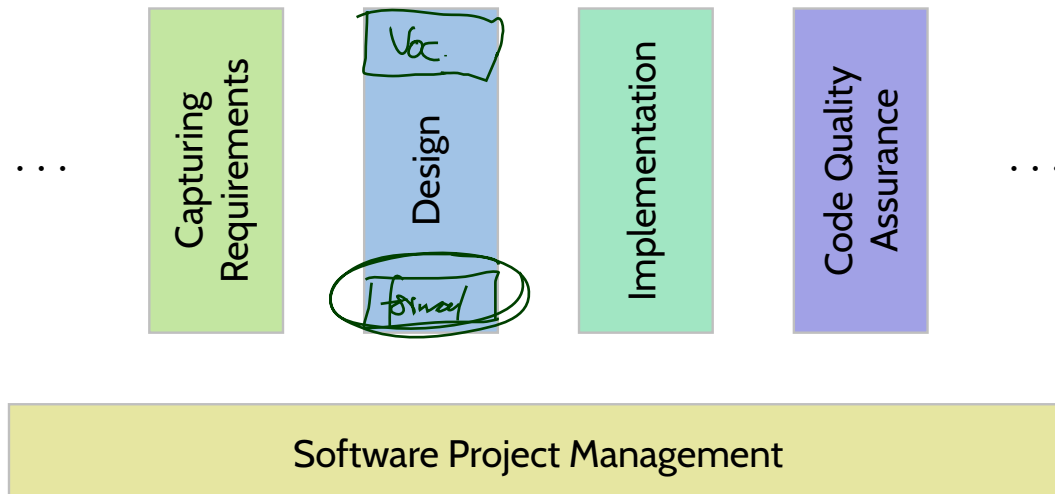 . . .
Capturing
Requirements
Voc.
Design
Formal
Implementation
Code Quality
Assurance
. . .
Software Project Management